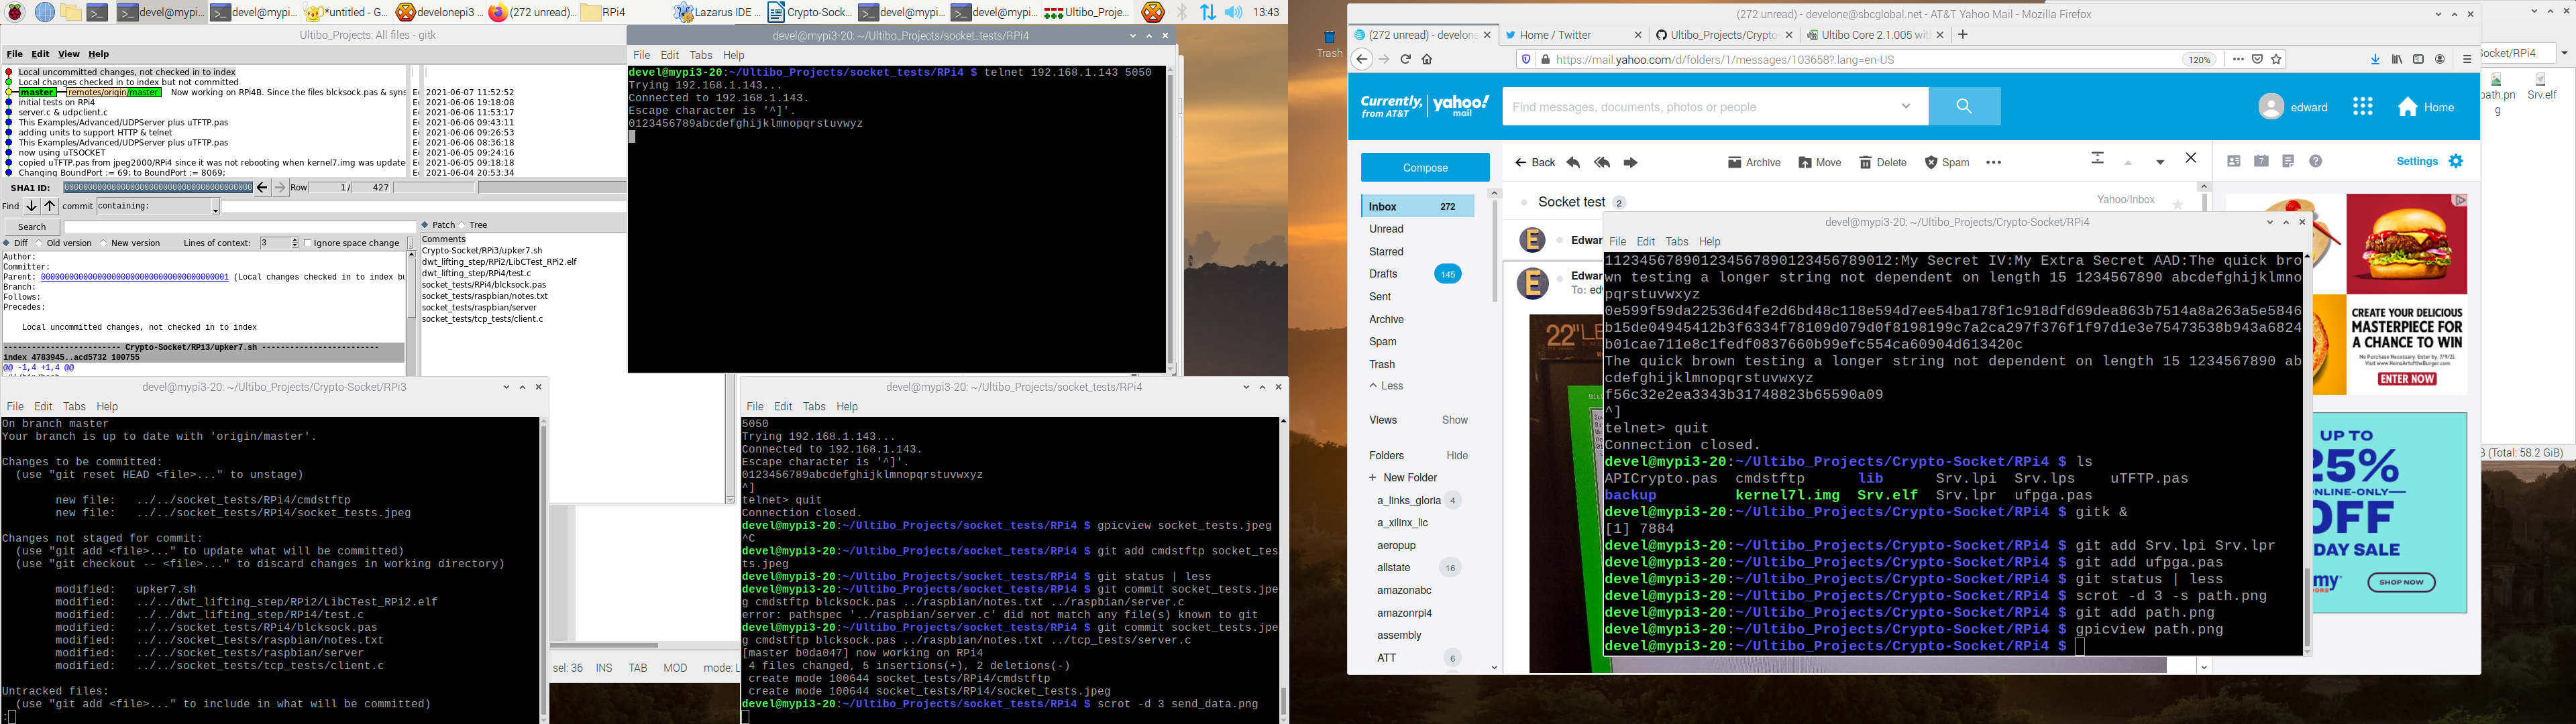 devel@mypi...
devel@myp...
devel@myp...
*untitled - G...
developepi3 ...
(272 unread)...
RPi4
Lazarus IDE ...
Crypto-Sock...
devel@myp...
devel@myp...
Ultibo_Proje...
13:43
Ultibo_Projects: All files - gitk
File Edit View Help
Local uncommitted changes, not checked in to index
Local changes checked in to index but not committed
master remotes/origin/master Now working on RPi4B. Since the files blcksock.pas & syns
initial tests on RPi4
server.c & udpclient.c
This Examples/Advanced/UDPServer plus uTFTP.pas
adding units to support HTTP & telnet
This Examples/Advanced/UDPServer plus uTFTP.pas
now using uTSOCKET
copied uTFTP.pas from jpeg2000/RPi4 since it was not rebooting when kernel7.img was update
Changing BoundPort := 69; to BoundPort := 8069;
2021-06-07 11:52:52
2021-06-06 19:18:08
2021-06-06 11:53:17
2021-06-06 09:43:11
2021-06-06 09:26:53
2021-06-06 08:36:18
2021-06-05 09:24:16
2021-06-05 09:18:18
2021-06-04 20:53:34
SHA1 ID: 0000000000000000000000000000000000000000 Row 1 / 427
Find commit containing:
Search
Diff Old version New version Lines of context: 3 Ignore space change
Author:
Committer:
Parent: 0000000000000000000000000000000000000001 (Local changes checked in to index bu
Branch:
Follows:
Precedes:
Local uncommitted changes, not checked in to index
------------------------ Crypto-Socket/RPi3/upker7.sh ------------------------
index 4783945..acd5732 100755
@@ -1,4 +1,4 @@
Patch Tree
Comments
Crypto-Socket/RPi3/upker7.sh
dwt_lifting_step/RPi2/LibCTest_RPi2.elf
dwt_lifting_step/RPi4/test.c
socket_tests/RPi4/blcksock.pas
socket_tests/raspbian/notes.txt
socket_tests/raspbian/server
socket_tests/tcp_tests/client.c
devel@mypi3-20: ~/Ultibo_Projects/socket_tests/RPi4
File Edit Tabs Help
devel@mypi3-20:~/Ultibo_Projects/socket_tests/RPi4 $ telnet 192.168.1.143 5050
Trying 192.168.1.143...
Connected to 192.168.1.143.
Escape character is '^]'.
0123456789abcdefghijklmnopqrstuvwxyz
devel@mypi3-20: ~/Ultibo_Projects/Crypto-Socket/RPi3
File Edit Tabs Help
On branch master
Your branch is up to date with 'origin/master'.
Changes to be committed:
(use "git reset HEAD <file>..." to unstage)
new file: ../../socket_tests/RPi4/cmdstftp
new file: ../../socket_tests/RPi4/socket_tests.jpeg
Changes not staged for commit:
(use "git add <file>..." to update what will be committed)
(use "git checkout -- <file>..." to discard changes in working directory)
modified: upker7.sh
modified: ../../dwt_lifting_step/RPi2/LibCTest_RPi2.elf
modified: ../../dwt_lifting_step/RPi4/test.c
modified: ../../socket_tests/RPi4/blcksock.pas
modified: ../../socket_tests/raspbian/notes.txt
modified: ../../socket_tests/raspbian/server
modified: ../../socket_tests/tcp_tests/client.c
Untracked files:
(use "git add <file>..." to include in what will be committed)
:
sel: 36 INS TAB MOD mode: L
devel@mypi3-20: ~/Ultibo_Projects/socket_tests/RPi4
File Edit Tabs Help
5050
Trying 192.168.1.143...
Connected to 192.168.1.143.
Escape character is '^]'.
0123456789abcdefghijklmnopqrstuvwxyz
^]
telnet> quit
Connection closed.
devel@mypi3-20:~/Ultibo_Projects/socket_tests/RPi4 $ gpicview socket_tests.jpeg
^C
devel@mypi3-20:~/Ultibo_Projects/socket_tests/RPi4 $ git add cmdstftp socket_tes
ts.jpeg
devel@mypi3-20:~/Ultibo_Projects/socket_tests/RPi4 $ git status | less
devel@mypi3-20:~/Ultibo_Projects/socket_tests/RPi4 $ git commit socket_tests.jpe
g cmdstftp blcksock.pas ../raspbian/notes.txt ../raspbian/server.c
error: pathspec '../raspbian/server.c' did not match any file(s) known to git
devel@mypi3-20:~/Ultibo_Projects/socket_tests/RPi4 $ git commit socket_tests.jpe
g cmdstftp blcksock.pas ../raspbian/notes.txt ../tcp_tests/server.c
[master b0da047] now working on RPi4
4 files changed, 5 insertions(+), 2 deletions(-)
create mode 100644 socket_tests/RPi4/cmdstftp
create mode 100644 socket_tests/RPi4/socket_tests.jpeg
devel@mypi3-20:~/Ultibo_Projects/socket_tests/RPi4 $ scrot -d 3 send_data.png
Trash
(272 unread) - develone@sbcglobal.net - AT&T Yahoo Mail - Mozilla Firefox
(272 unread) - develone
Home / Twitter
Ultibo_Projects/Crypto-
Ultibo Core 2.1.005 wit
https://mail.yahoo.com/d/folders/1/messages/103658?.lang=en-US
120%
Currently, from AT&T yahoo! mail
Find messages, documents, photos or people
edward
Home
Compose
Back
Archive Move Delete Spam
Settings
Inbox 272
Unread
Starred
Drafts 145
Sent
Archive
Spam
Trash
Less
Views Show
Folders Hide
New Folder
a_links_gloria 4
a_xilinx_llc
aeropup
allstate 16
amazonabc
amazonrpi4
assembly
ATT 6
Socket test 2
Yahoo/Inbox
E Edwar
E Edwar
To: edv
22"LE
devel@mypi3-20: ~/Ultibo_Projects/Crypto-Socket/RPi4
File Edit Tabs Help
11234567890123456789012345678901​2:My Secret IV:My Extra Secret AAD:The quick bro
wn testing a longer string not dependent on length 15 1234567890 abcdefghijklmno
pqrstuvwxyz
0e599f59da22536d4fe2d6bd48c118e594d7ee54ba178f1c918dfd69dea863b7514a8a263a5e5846
b15de04945412b3f6334f78109d079d0f8198199c7a2ca297f376f1f97d1e3e75473538b943a6824
b01cae711e8c1fedf0837660b99efc554ca60904d613420c
The quick brown testing a longer string not dependent on length 15 1234567890 ab
cdefghijklmnopqrstuvwxyz
f56c32e2ea3343b31748823b65590a09
^]
telnet> quit
Connection closed.
devel@mypi3-20:~/Ultibo_Projects/Crypto-Socket/RPi4 $ ls
APICrypto.pas cmdstftp lib Srv.lpi Srv.lps uTFTP.pas
backup kernel7l.img Srv.elf Srv.lpr ufpga.pas
devel@mypi3-20:~/Ultibo_Projects/Crypto-Socket/RPi4 $ gitk &
[1] 7884
devel@mypi3-20:~/Ultibo_Projects/Crypto-Socket/RPi4 $ git add Srv.lpi Srv.lpr
devel@mypi3-20:~/Ultibo_Projects/Crypto-Socket/RPi4 $ git add ufpga.pas
devel@mypi3-20:~/Ultibo_Projects/Crypto-Socket/RPi4 $ git status | less
devel@mypi3-20:~/Ultibo_Projects/Crypto-Socket/RPi4 $ scrot -d 3 -s path.png
devel@mypi3-20:~/Ultibo_Projects/Crypto-Socket/RPi4 $ git add path.png
devel@mypi3-20:~/Ultibo_Projects/Crypto-Socket/RPi4 $ gpicview path.png
devel@mypi3-20:~/Ultibo_Projects/Crypto-Socket/RPi4 $
CREATE YOUR DELICIOUS
MASTERPIECE FOR
A CHANCE TO WIN
ENTER NOW
UP TO
25%
ONLINE-ONLY
OFF
DAY SALE
my
SHOP NOW
Socket/RPi4
path.pn
g
Srv.elf
(Total: 58.2 GiB)